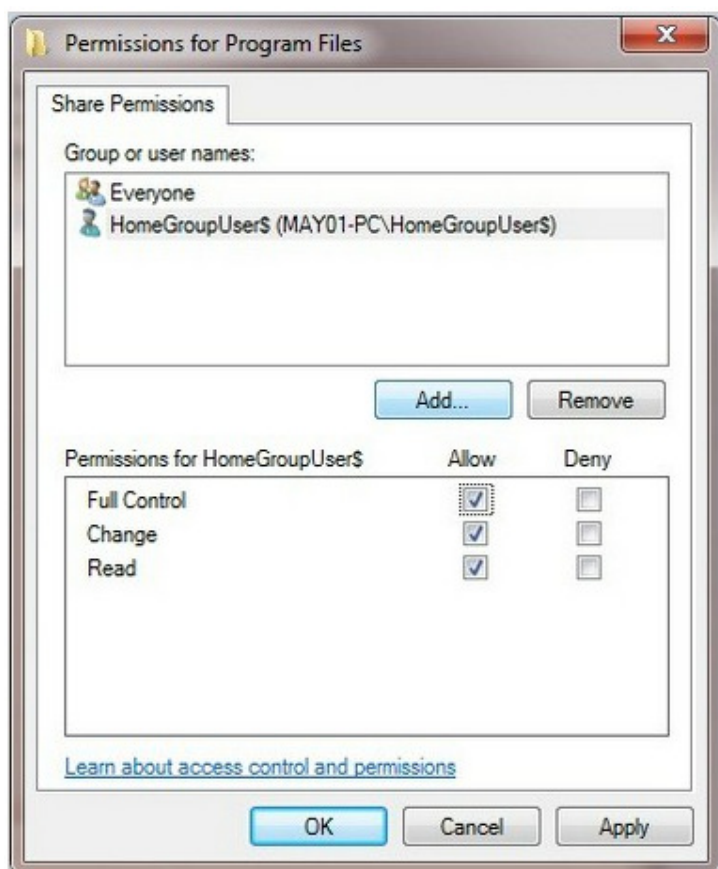 Permissions for Program Files
Share Permissions
Group or user names:
Everyone
HomeGroupUser$ (MAY01-PC\HomeGroupUser$)
Add... Remove
Permissions for HomeGroupUser$ Allow Deny
Full Control
Change
Read
Learn about access control and permissions
OK Cancel Apply